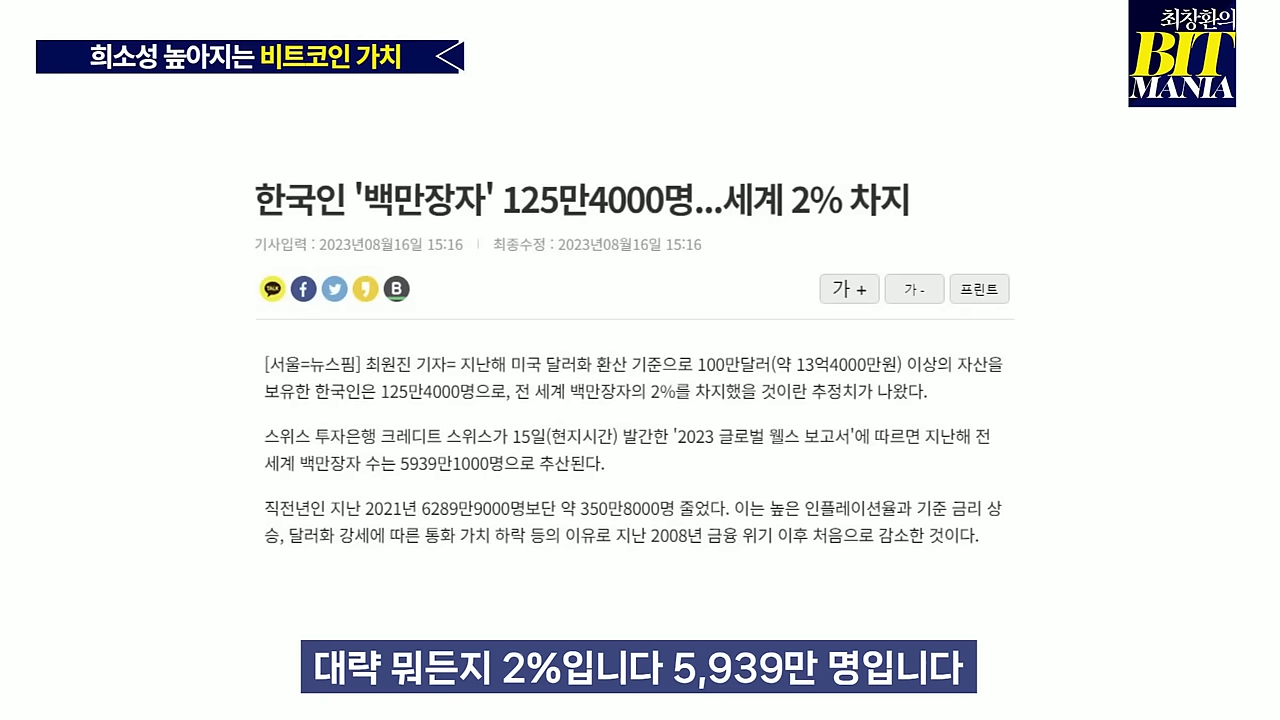 희소성 높아지는 비트코인 가치
최창환의
BIT
MANIA
한국인 '백만장자' 125만4000명...세계 2% 차지
기사입력 : 2023년08월16일 15:16 | 최종수정 : 2023년08월16일 15:16
TALK f B 가 + 가 - 프린트
[서울=뉴스핌] 최원진 기자= 지난해 미국 달러화 환산 기준으로 100만달러(약 13억4000만원) 이상의 자산을
보유한 한국인은 125만4000명으로, 전 세계 백만장자의 2%를 차지했을 것이란 추정치가 나왔다.
스위스 투자은행 크레디트 스위스가 15일(현지시간) 발간한 '2023 글로벌 웰스 보고서'에 따르면 지난해 전
세계 백만장자 수는 5939만1000명으로 추산된다.
직전년인 지난 2021년 6289만9000명보단 약 350만8000명 줄었다. 이는 높은 인플레이션율과 기준 금리 상
승, 달러화 강세에 따른 통화 가치 하락 등의 이유로 지난 2008년 금융 위기 이후 처음으로 감소한 것이다.
대략 뭐든지 2%입니다 5,939만 명입니다